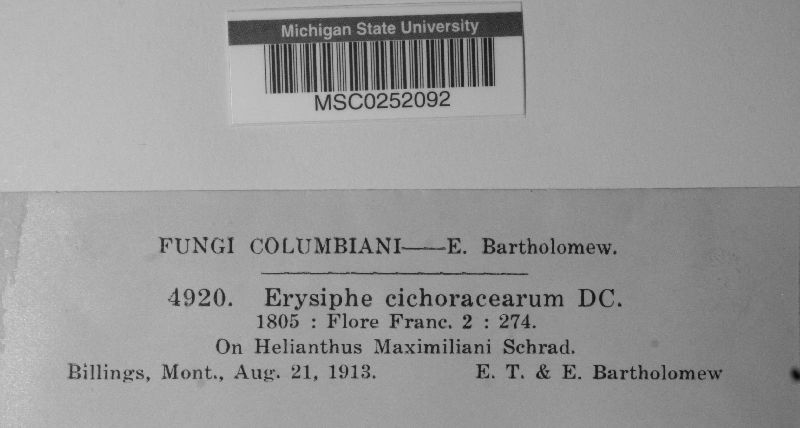 Michigan State University
MSC0252092
FUNGI COLUMBIANI——E. Bartholomew.
4920. Erysiphe cichoracearum DC.
1805 : Flore Franc. 2 : 274.
On Helianthus Maximiliani Schrad.
Billings, Mont., Aug. 21, 1913. E. T. & E. Bartholomew